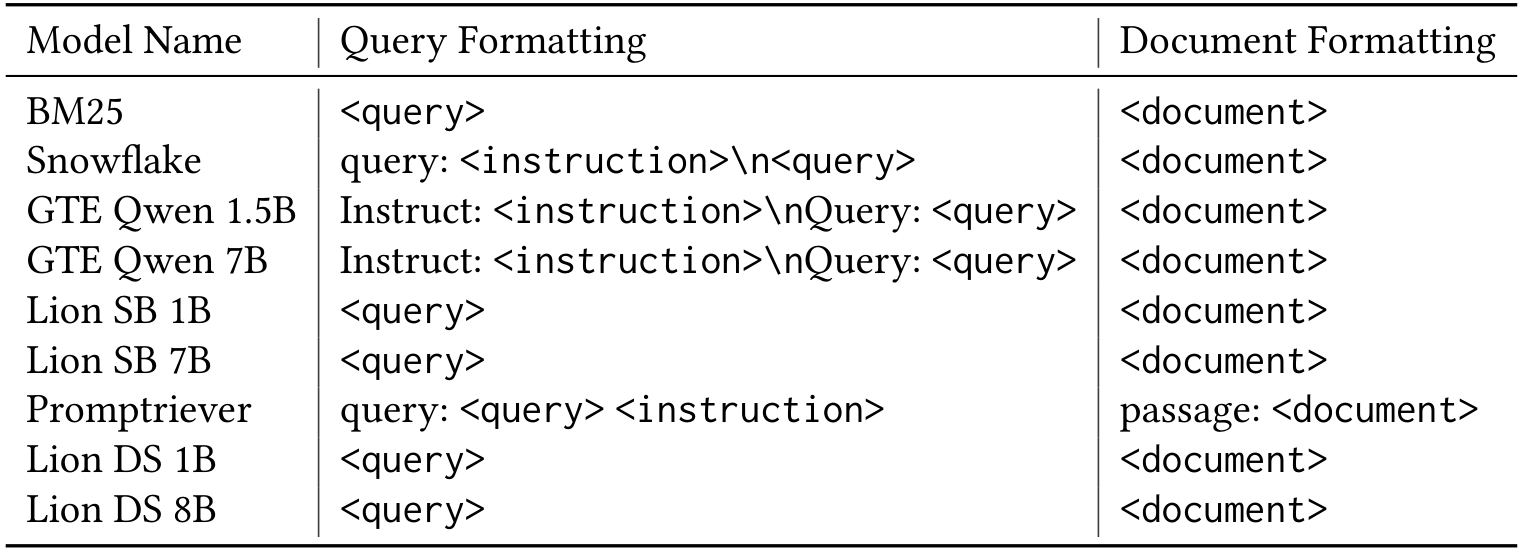 Model Name Query Formatting Document Formatting
BM25 <query> <document>
Snowflake query: <instruction>\n<query> <document>
GTE Qwen 1.5B Instruct: <instruction>\nQuery: <query> <document>
GTE Qwen 7B Instruct: <instruction>\nQuery: <query> <document>
Lion SB 1B <query> <document>
Lion SB 7B <query> <document>
Promptriever query: <query> <instruction> passage: <document>
Lion DS 1B <query> <document>
Lion DS 8B <query> <document>